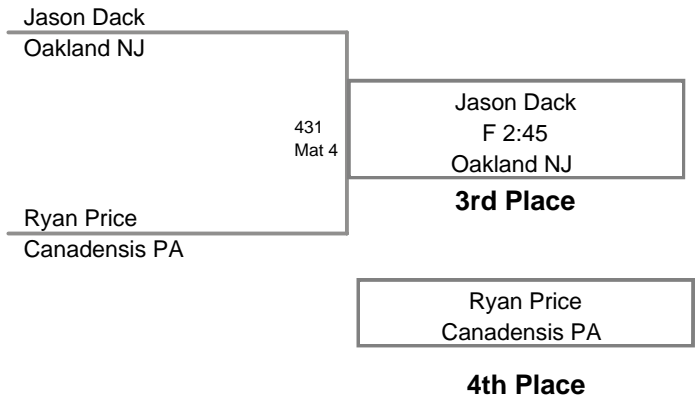 Jason Dack
Oakland NJ
431
Mat 4
Jason Dack
F 2:45
Oakland NJ
3rd Place
Ryan Price
Canadensis PA
Ryan Price
Canadensis PA
4th Place